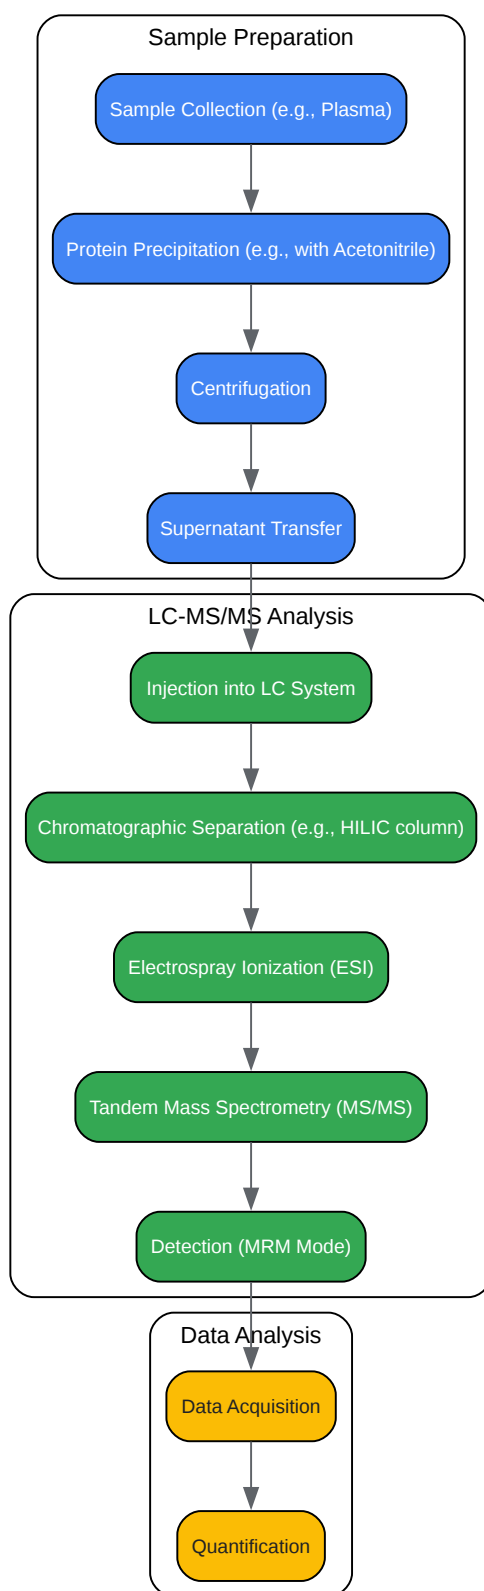 Sample Preparation
Sample Collection (e.g., Plasma)
Protein Precipitation (e.g., with Acetonitrile)
Centrifugation
Supernatant Transfer
LC-MS/MS Analysis
Injection into LC System
Chromatographic Separation (e.g., HILIC column)
Electrospray Ionization (ESI)
Tandem Mass Spectrometry (MS/MS)
Detection (MRM Mode)
Data Analysis
Data Acquisition
Quantification